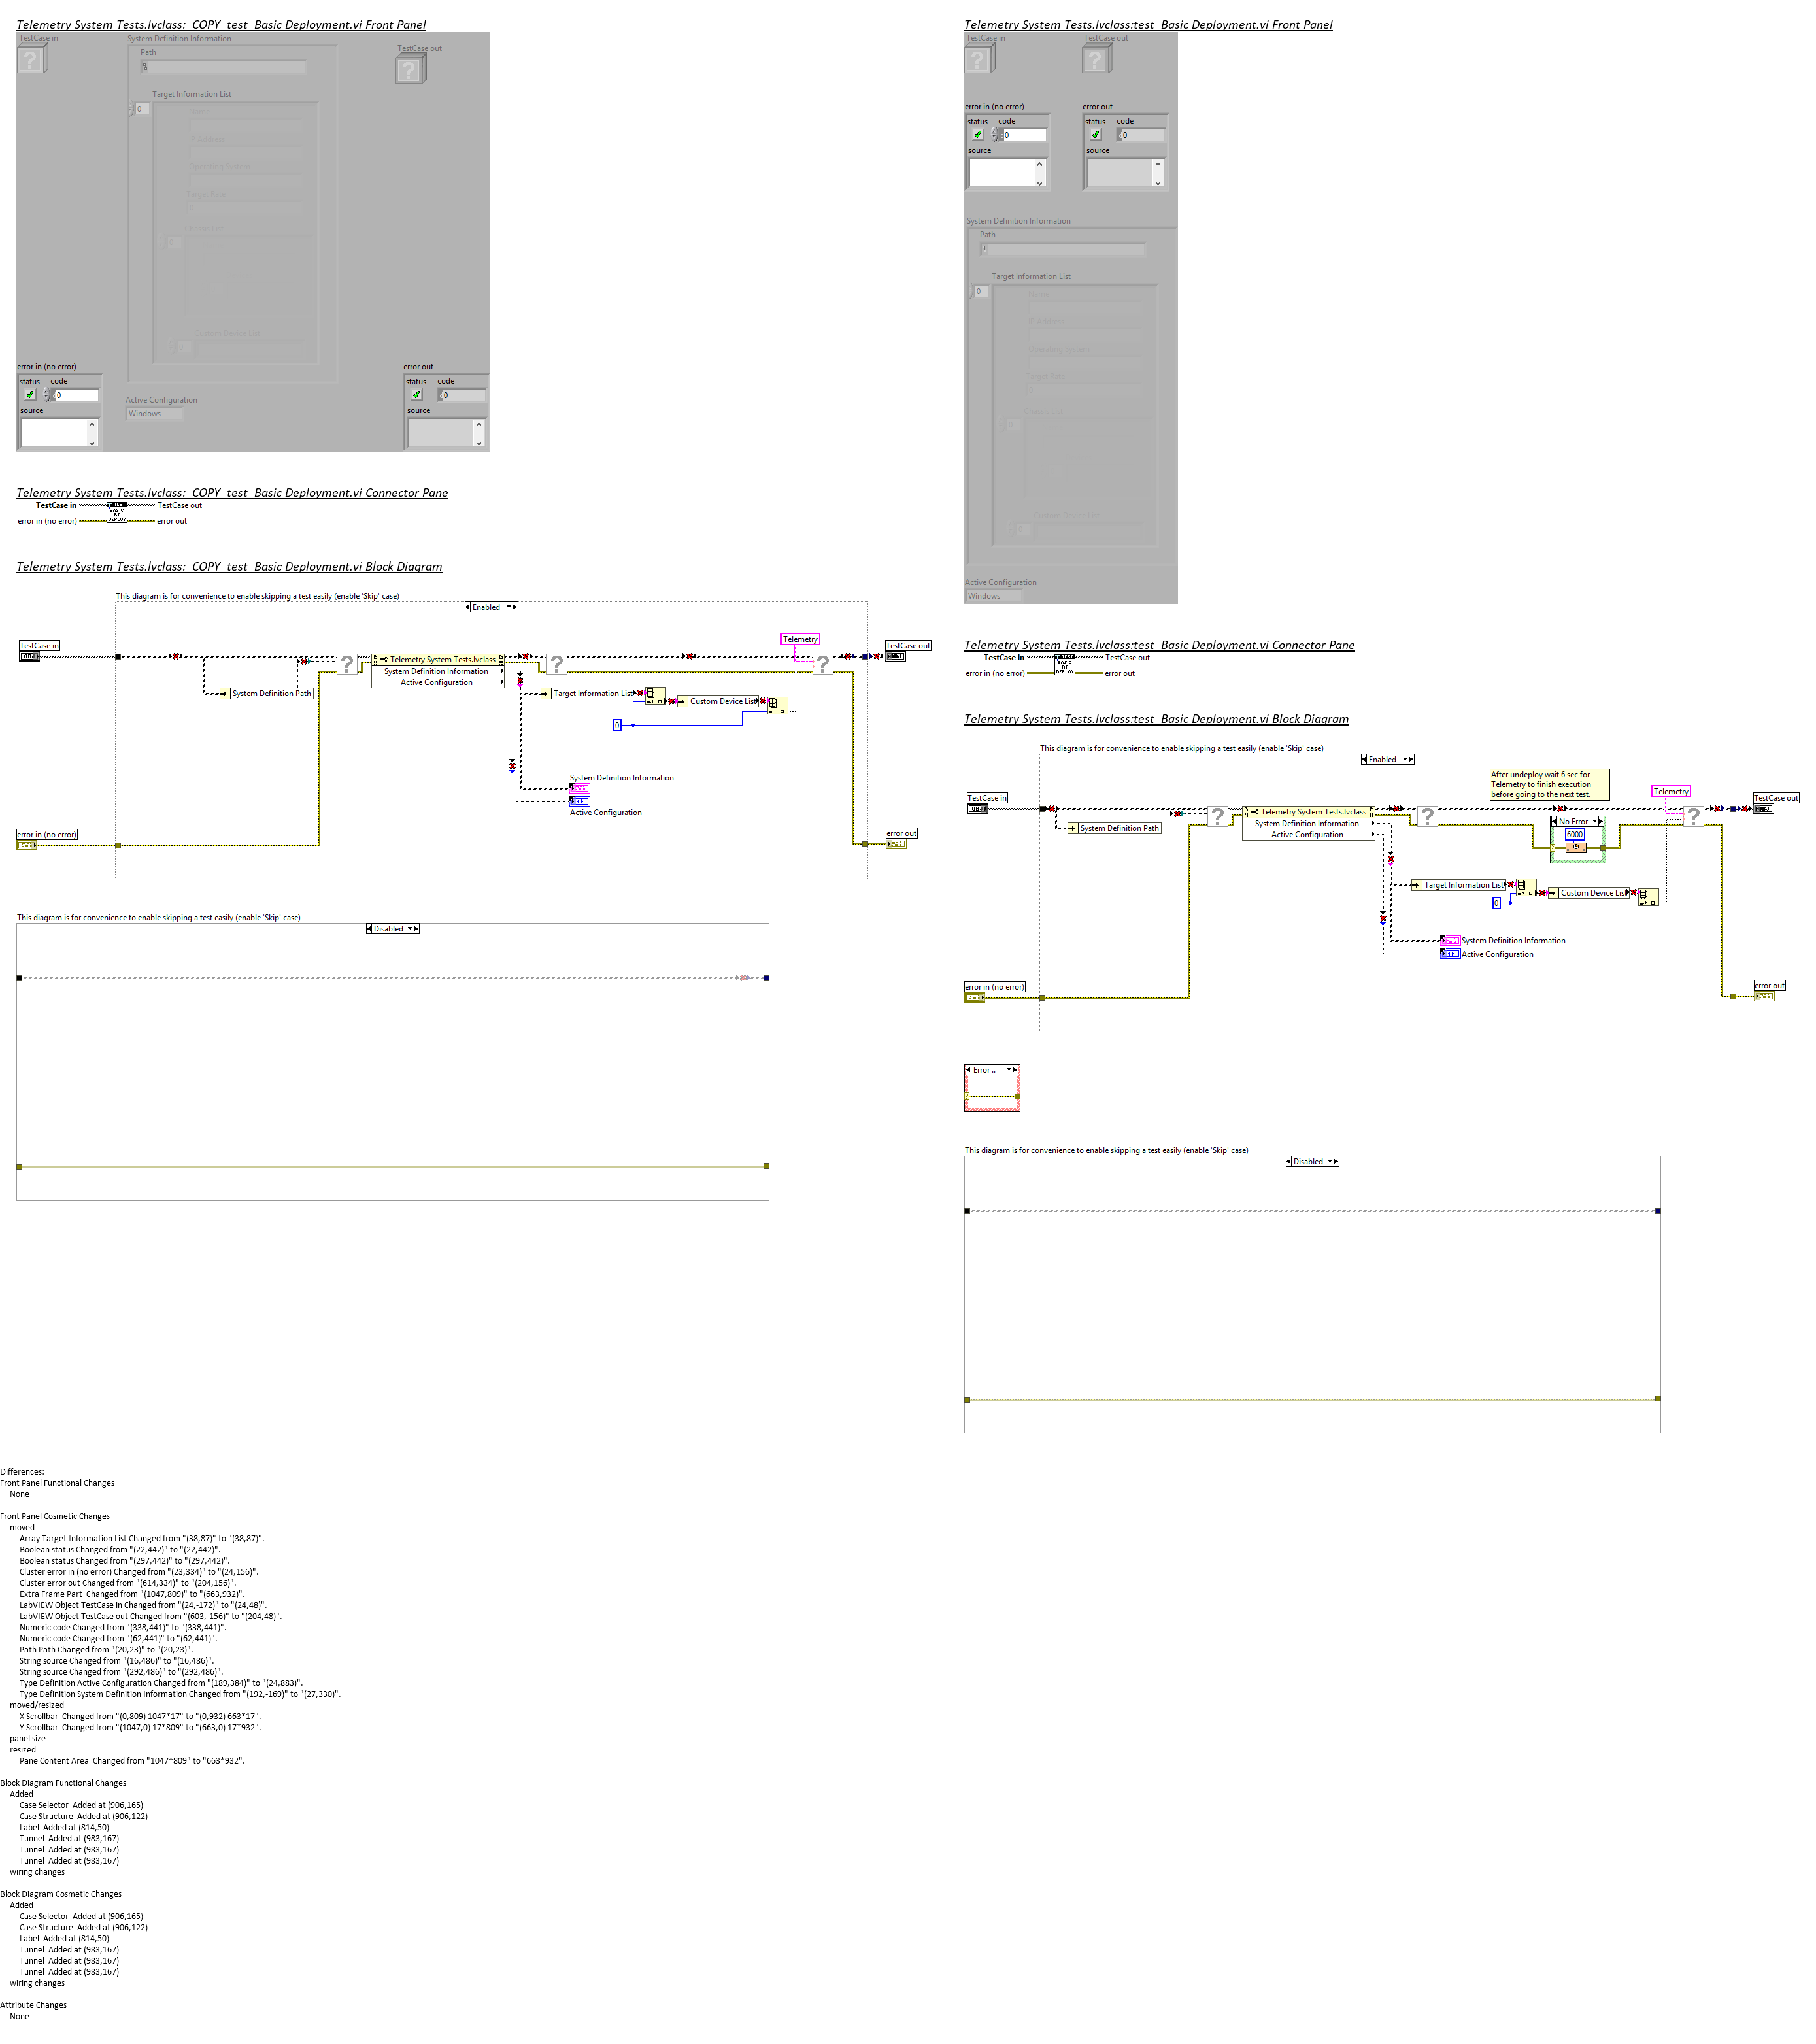 Telemetry System Tests.lvclass:_COPY_test_Basic Deployment.vi Front Panel
TestCase in
System Definition Information
TestCase out
Path
Target Information List
0
error in (no error)
status
code
0
source
error out
status
code
0
source
Active Configuration
Windows
Telemetry System Tests.lvclass:_COPY_test_Basic Deployment.vi Connector Pane
TestCase in
TestCase out
error in (no error)
error out
TEST
BASIC
RT
DEPLOY
Telemetry System Tests.lvclass:_COPY_test_Basic Deployment.vi Block Diagram
This diagram is for convenience to enable skipping a test easily (enable 'Skip' case)
Enabled
TestCase in
Telemetry
TestCase out
Telemetry System Tests.lvclass
System Definition Information
Active Configuration
System Definition Path
Target Information List
Custom Device List
0
System Definition Information
Active Configuration
error in (no error)
error out
This diagram is for convenience to enable skipping a test easily (enable 'Skip' case)
Disabled
Telemetry System Tests.lvclass:test_Basic Deployment.vi Front Panel
TestCase in
TestCase out
error in (no error)
error out
status
code
0
source
status
code
0
source
System Definition Information
Path
Target Information List
0
Active Configuration
Windows
Telemetry System Tests.lvclass:test_Basic Deployment.vi Connector Pane
TestCase in
TestCase out
error in (no error)
error out
TEST
BASIC
RT
DEPLOY
Telemetry System Tests.lvclass:test_Basic Deployment.vi Block Diagram
This diagram is for convenience to enable skipping a test easily (enable 'Skip' case)
Enabled
After undeploy wait 6 sec for
Telemetry to finish execution
before going to the next test.
Telemetry
TestCase in
TestCase out
System Definition Path
Telemetry System Tests.lvclass
System Definition Information
Active Configuration
No Error
6000
Target Information List
Custom Device List
0
System Definition Information
Active Configuration
error in (no error)
error out
Error ..
This diagram is for convenience to enable skipping a test easily (enable 'Skip' case)
Disabled
Differences:
Front Panel Functional Changes
None
Front Panel Cosmetic Changes
moved
Array Target Information List Changed from "(38,87)" to "(38,87)".
Boolean status Changed from "(22,442)" to "(22,442)".
Boolean status Changed from "(297,442)" to "(297,442)".
Cluster error in (no error) Changed from "(23,334)" to "(24,156)".
Cluster error out Changed from "(614,334)" to "(204,156)".
Extra Frame Part  Changed from "(1047,809)" to "(663,932)".
LabVIEW Object TestCase in Changed from "(24,-172)" to "(24,48)".
LabVIEW Object TestCase out Changed from "(603,-156)" to "(204,48)".
Numeric code Changed from "(338,441)" to "(338,441)".
Numeric code Changed from "(62,441)" to "(62,441)".
Path Path Changed from "(20,23)" to "(20,23)".
String source Changed from "(16,486)" to "(16,486)".
String source Changed from "(292,486)" to "(292,486)".
Type Definition Active Configuration Changed from "(189,384)" to "(24,883)".
Type Definition System Definition Information Changed from "(192,-169)" to "(27,330)".
moved/resized
X Scrollbar  Changed from "(0,809) 1047*17" to "(0,932) 663*17".
Y Scrollbar  Changed from "(1047,0) 17*809" to "(663,0) 17*932".
panel size
resized
Pane Content Area  Changed from "1047*809" to "663*932".
Block Diagram Functional Changes
Added
Case Selector  Added at (906,165)
Case Structure  Added at (906,122)
Label  Added at (814,50)
Tunnel  Added at (983,167)
Tunnel  Added at (983,167)
Tunnel  Added at (983,167)
wiring changes
Block Diagram Cosmetic Changes
Added
Case Selector  Added at (906,165)
Case Structure  Added at (906,122)
Label  Added at (814,50)
Tunnel  Added at (983,167)
Tunnel  Added at (983,167)
Tunnel  Added at (983,167)
wiring changes
Attribute Changes
None